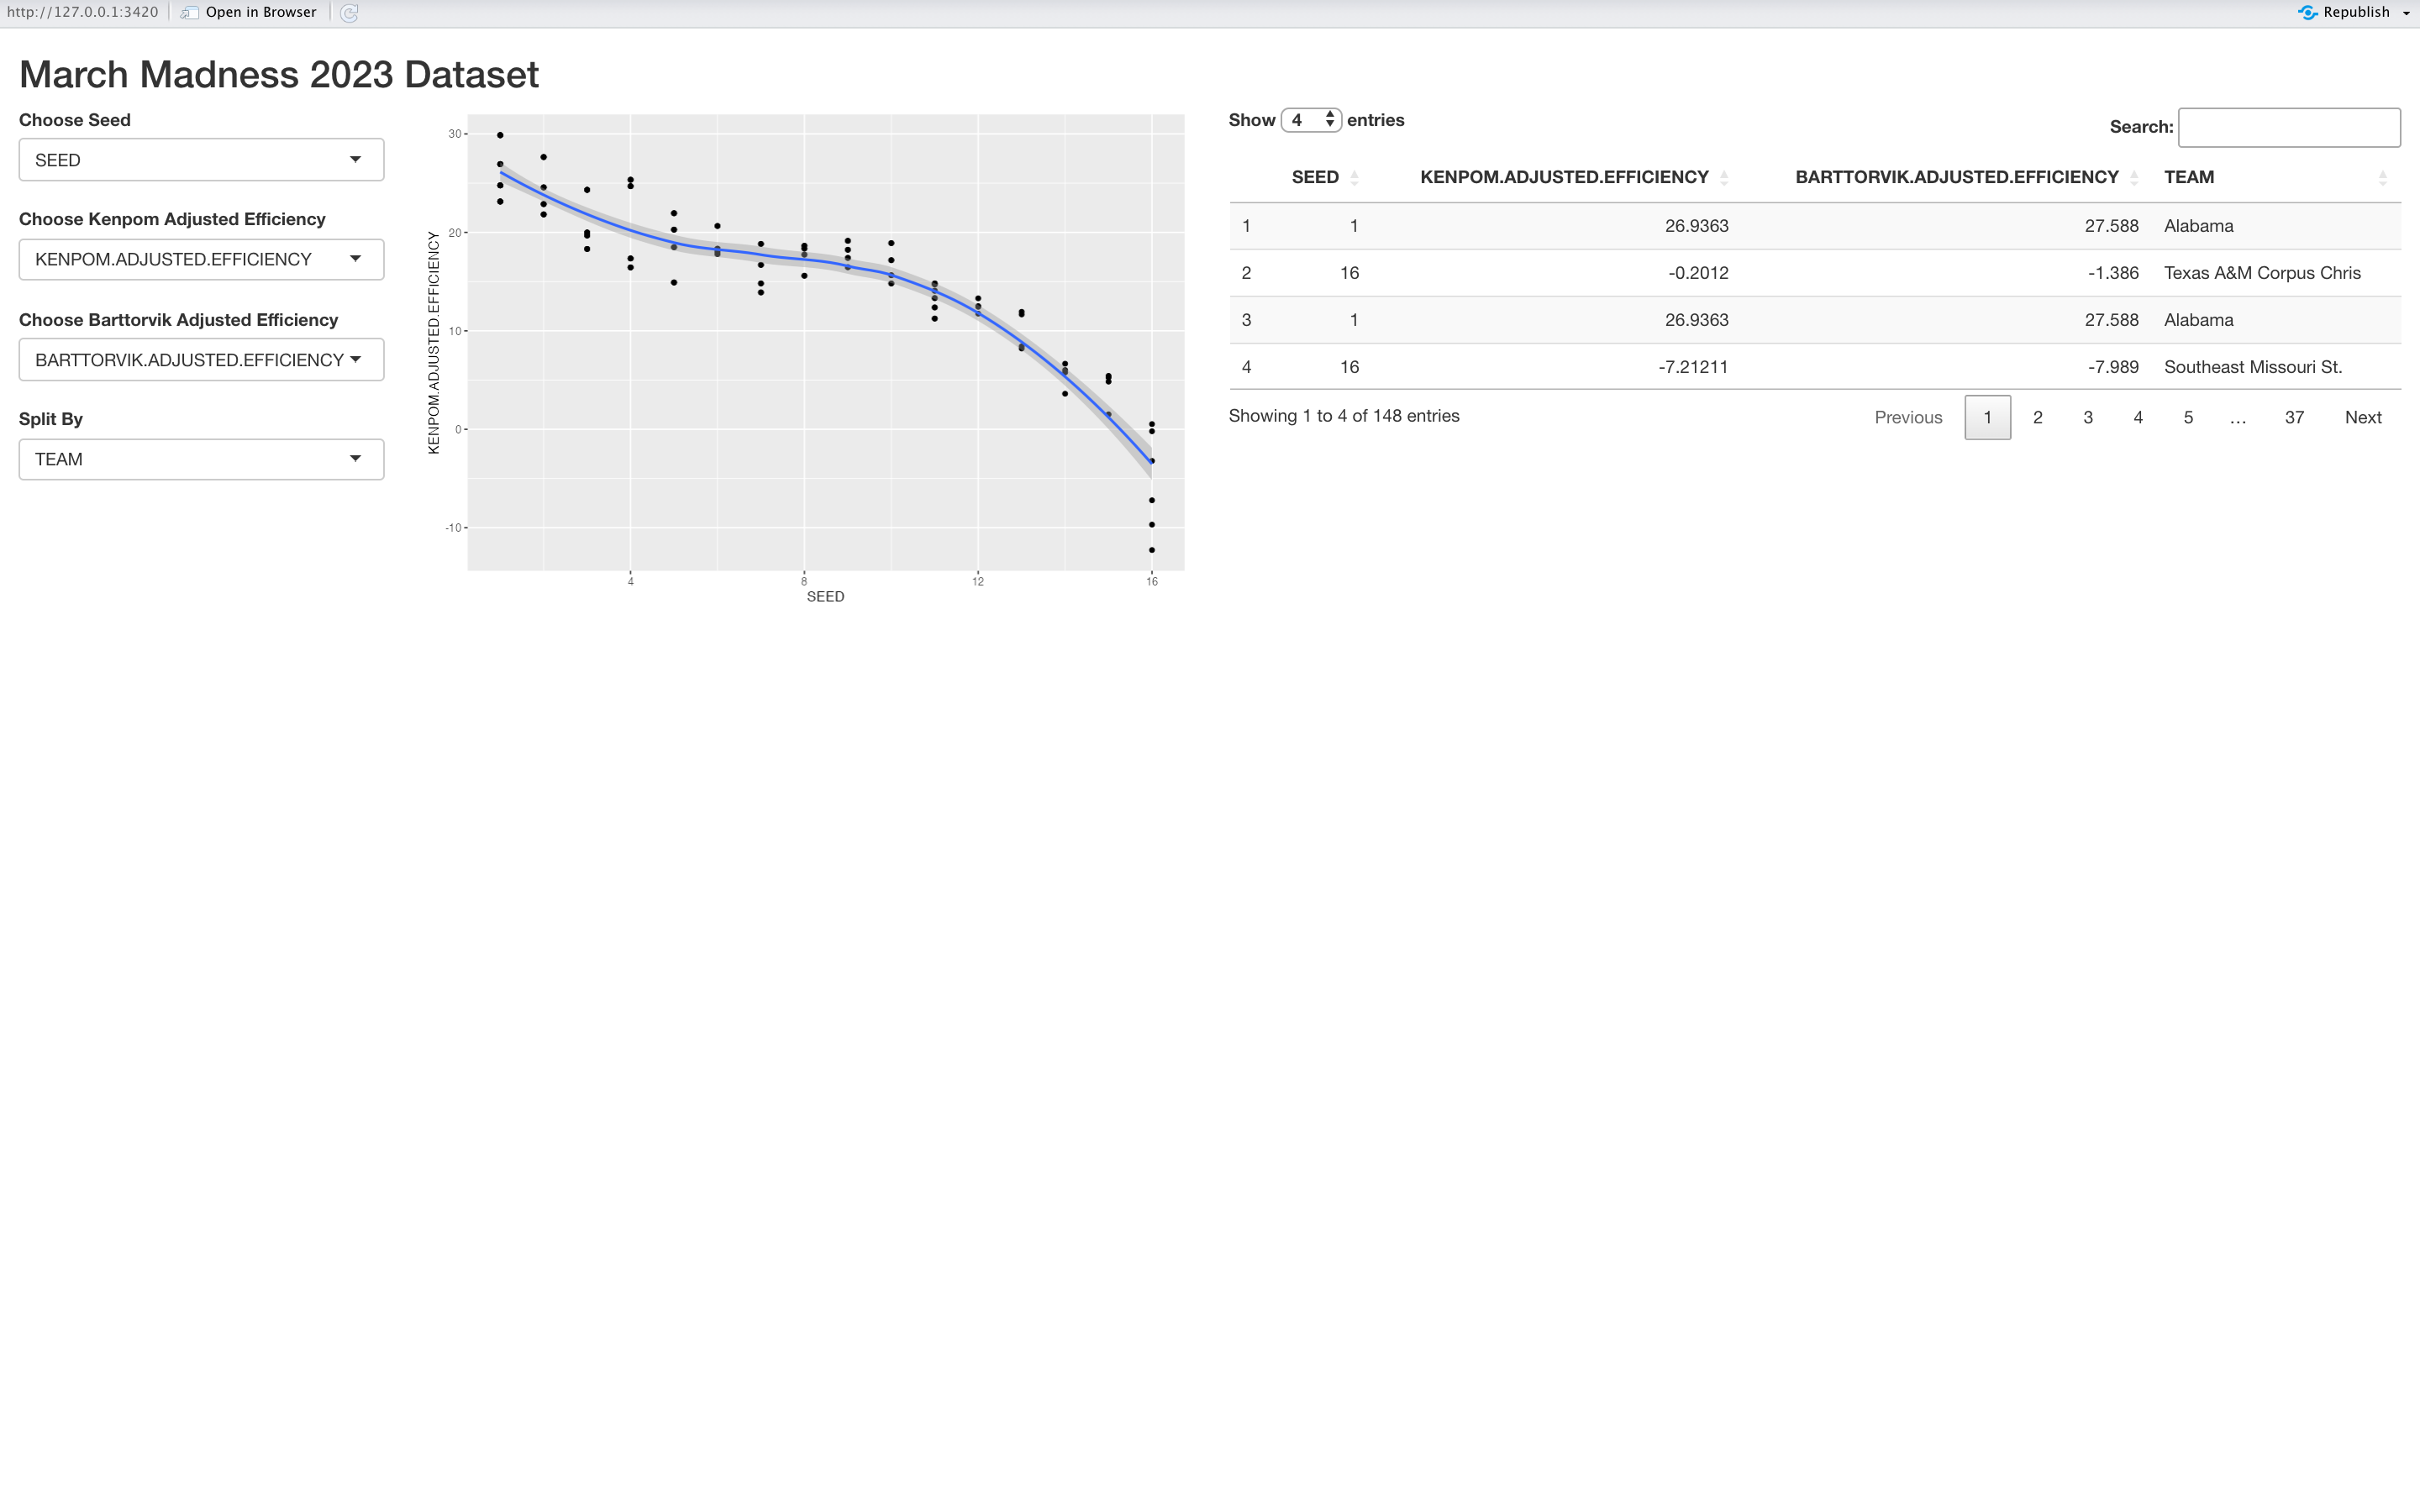 http://127.0.0.1:3420 Open in Browser Republish
March Madness 2023 Dataset
Choose Seed
SEED
Choose Kenpom Adjusted Efficiency
KENPOM.ADJUSTED.EFFICIENCY
Choose Barttorvik Adjusted Efficiency
BARTTORVIK.ADJUSTED.EFFICIENCY
Split By
TEAM
KENPOM.ADJUSTED.EFFICIENCY
30
20
10
0
-10
4 8 12 16
SEED
Show 4 entries
Search:
SEED KENPOM.ADJUSTED.EFFICIENCY BARTTORVIK.ADJUSTED.EFFICIENCY TEAM
1 1 26.9363 27.588 Alabama
2 16 -0.2012 -1.386 Texas A&M Corpus Chris
3 1 26.9363 27.588 Alabama
4 16 -7.21211 -7.989 Southeast Missouri St.
Showing 1 to 4 of 148 entries
Previous 1 2 3 4 5 … 37 Next